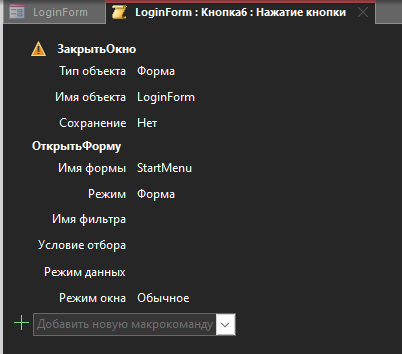 LoginForm
LoginForm : Кнопка6 : Нажатие кнопки
ЗакрытьОкно
Тип объекта Форма
Имя объекта LoginForm
Сохранение Нет
ОткрытьФорму
Имя формы StartMenu
Режим Форма
Имя фильтра
Условие отбора
Режим данных
Режим окна Обычное
Добавить новую макрокоманду